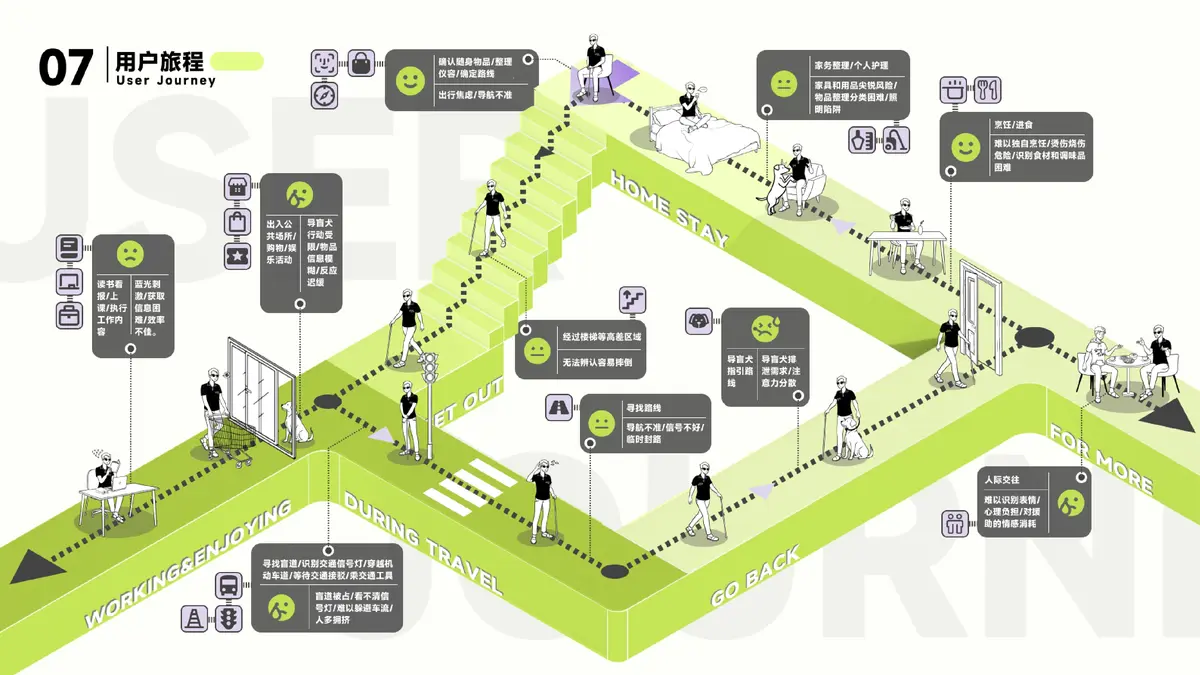 07
用户旅程
User Journey
USER
JOURN
确认随身物品/整理
仪容/确定路线
出行焦虑/导航不准
家务整理/个人护理
家具和用品尖锐风险/
物品整理分类困难/照
明陷阱
烹饪/进食
难以独自烹饪/烫伤烧伤
危险/识别食材和调味品
困难
HOME STAY
出入公
共场所/
购物/娱
乐活动
导盲犬
行动受
限/物品
信息模
糊/反应
迟缓
读书看
报/上
课/执行
工作内
容
蓝光刺
激/获取
信息困
难/效率
不佳。
经过楼梯等高差区域
无法辨认容易摔倒
导盲犬
指引路
线
导盲犬排
泄需求/注
意力分散
寻找路线
导航不准/信号不好/
临时封路
ET OUT
FOR MORE
人际交往
难以识别表情/
心理负担/对援
助的情感消耗
WORKING&ENJOYING
DURING TRAVEL
GO BACK
寻找盲道/识别交通信号灯/穿越机
动车道/等待交通接驳/乘交通工具
盲道被占/看不清信
号灯/难以躲避车流/
人多拥挤